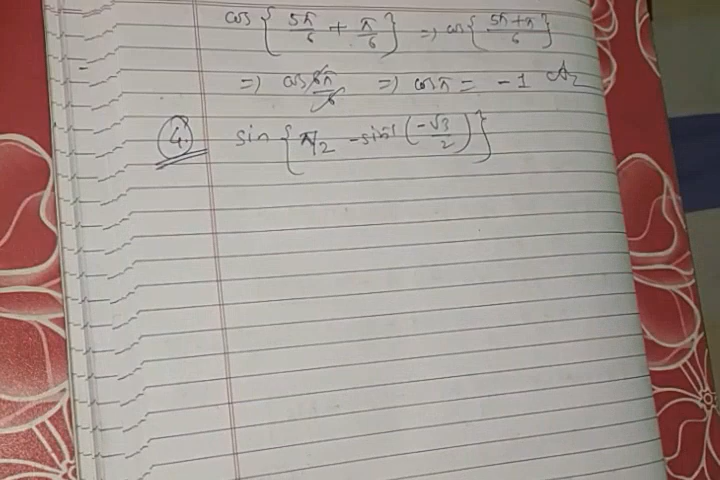 cos { 5π/6 + π/6 } => cos { 5π+π/6 }
=> cos 6π/6 => cos π = -1 Az
4. sin { π/2 - sin⁻¹ ( -√3/2 ) }